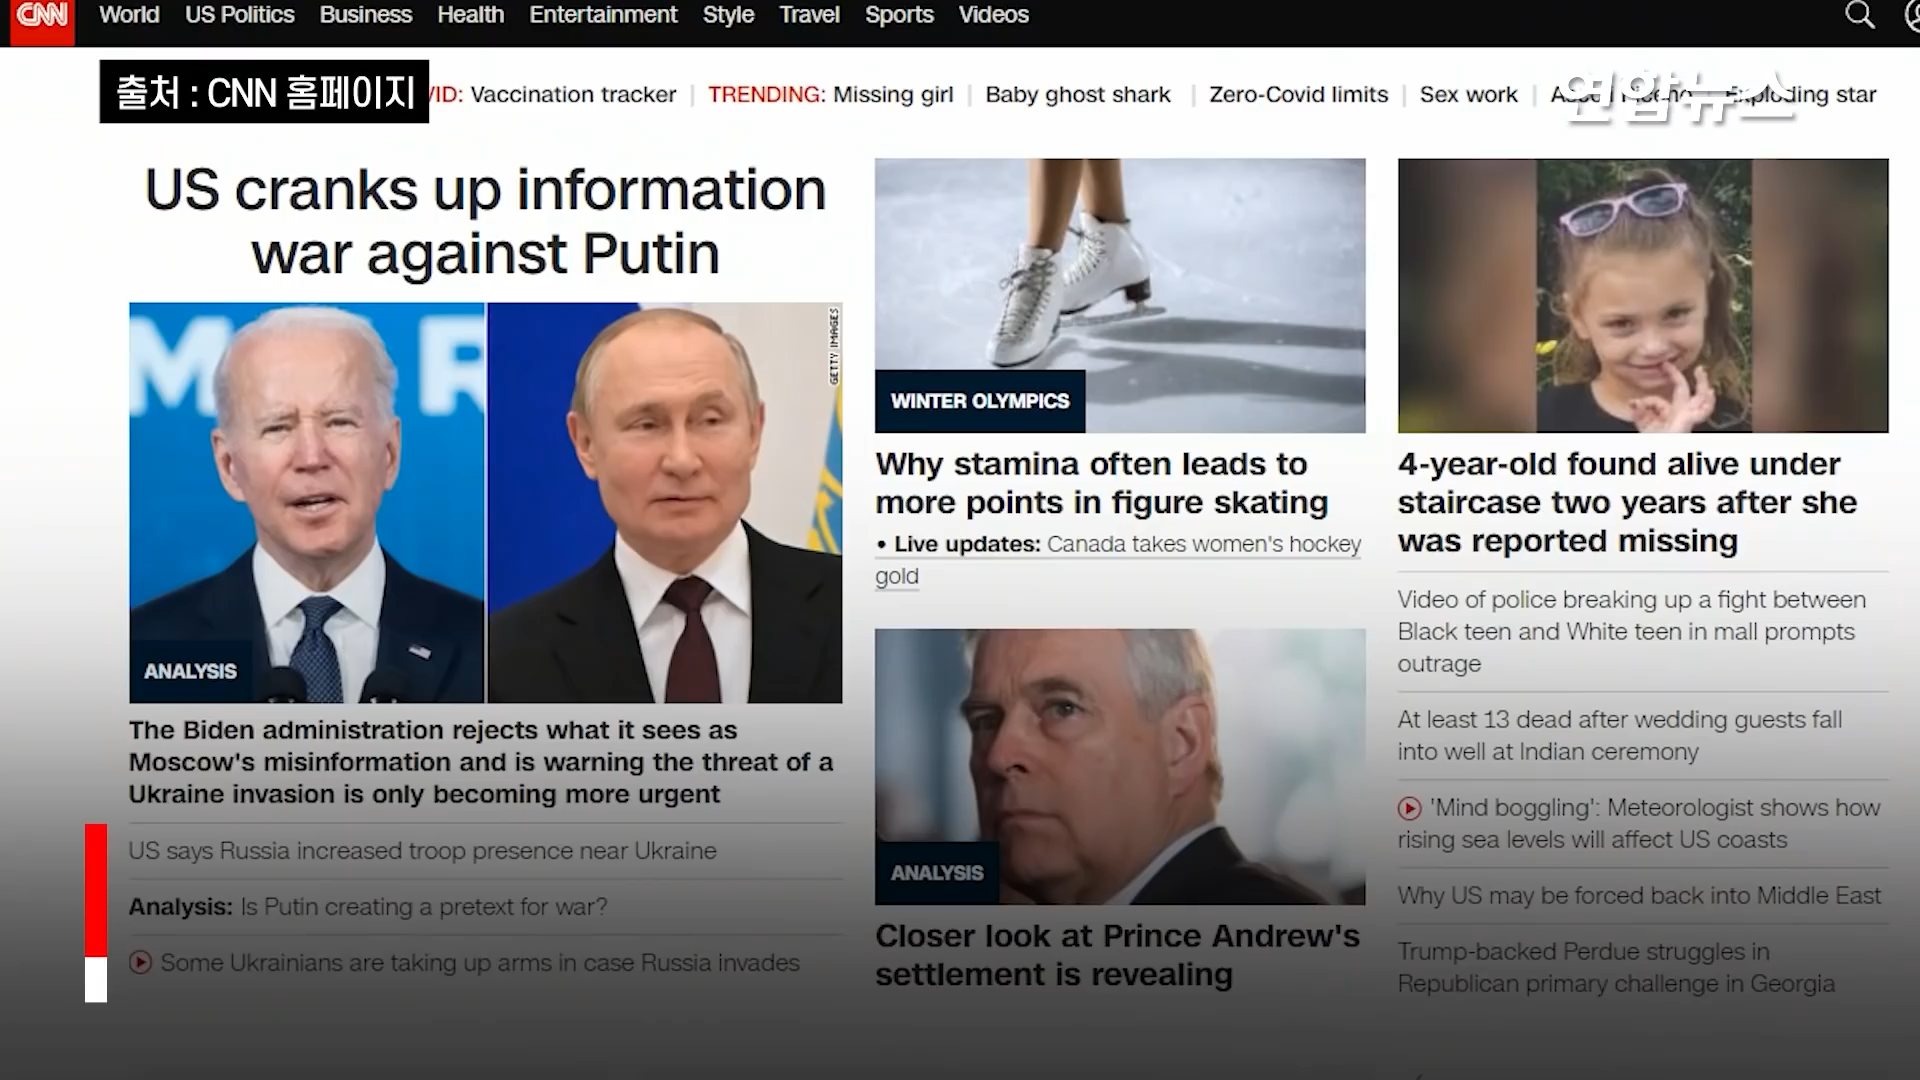 CNN World US Politics Business Health Entertainment Style Travel Sports Videos
출처 : CNN 홈페이지
VID: Vaccination tracker TRENDING: Missing girl Baby ghost shark Zero-Covid limits Sex work Exploding star
연합뉴스
US cranks up information
war against Putin
M R
GETTY IMAGES
ANALYSIS
The Biden administration rejects what it sees as
Moscow's misinformation and is warning the threat of a
Ukraine invasion is only becoming more urgent
US says Russia increased troop presence near Ukraine
Analysis: Is Putin creating a pretext for war?
Some Ukrainians are taking up arms in case Russia invades
WINTER OLYMPICS
Why stamina often leads to
more points in figure skating
• Live updates: Canada takes women's hockey
gold
ANALYSIS
Closer look at Prince Andrew's
settlement is revealing
4-year-old found alive under
staircase two years after she
was reported missing
Video of police breaking up a fight between
Black teen and White teen in mall prompts
outrage
At least 13 dead after wedding guests fall
into well at Indian ceremony
'Mind boggling': Meteorologist shows how
rising sea levels will affect US coasts
Why US may be forced back into Middle East
Trump-backed Perdue struggles in
Republican primary challenge in Georgia